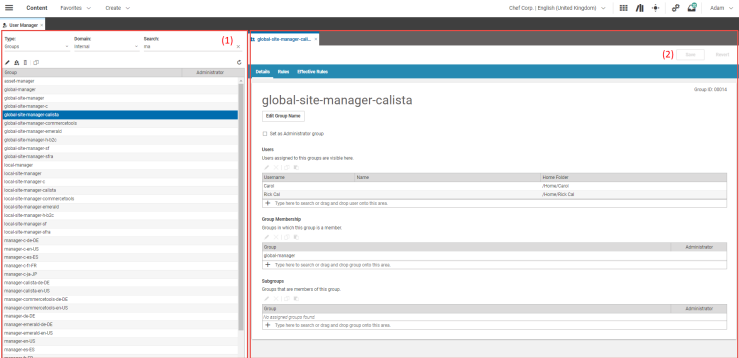 Content Favorites Create Chef Corp. | English (United Kingdom) Adam
User Manager ×
Type: Domain: Search: (1)
Groups internal ma
Group Administrator
asset-manager
global-manager
global-site-manager
global-site-manager-c
global-site-manager-calista
global-site-manager-commercetools
global-site-manager-emerald
global-site-manager-h-b2c
global-site-manager-sf
global-site-manager-sfra
local-manager
local-site-manager
local-site-manager-c
local-site-manager-calista
local-site-manager-commercetools
local-site-manager-emerald
local-site-manager-h-b2c
local-site-manager-sf
local-site-manager-sfra
manager-c-de-DE
manager-c-en-US
manager-c-es-ES
manager-c-fr-FR
manager-c-ja-JP
manager-calista-de-DE
manager-calista-en-US
manager-commercetools-de-DE
manager-commercetools-en-US
manager-de-DE
manager-emerald-de-DE
manager-emerald-en-US
manager-en-US
manager-es-ES
manager-fr-FR
global-site-manager-cali... ×
(2) Save Revert
Details Roles Effective Rules
Group ID: G8016
global-site-manager-calista
Edit Group Name
Set as Administrator group
Users
Users assigned to this groups are visible here.
Username Name Home Folder
Carol /Home/Carol
Rick Cal /Home/Rick Cal
+ Type here to search or drag and drop user onto this area.
Group Membership
Groups in which this group is a member.
Group Administrator
global-manager
+ Type here to search or drag and drop group onto this area.
Subgroups
Groups that are members of this group.
Group Administrator
No assigned groups found
+ Type here to search or drag and drop group onto this area.